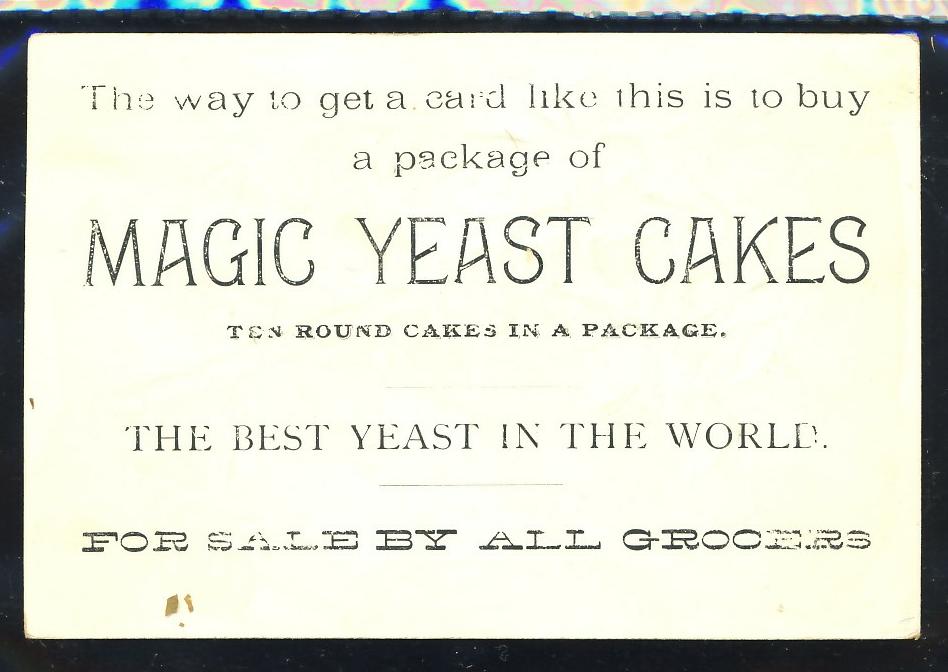 The way to get a card like this is to buy
a package of
MAGIC YEAST CAKES
TEN ROUND CAKES IN A PACKAGE.
THE BEST YEAST IN THE WORLD.
FOR SALE BY ALL GROCERS